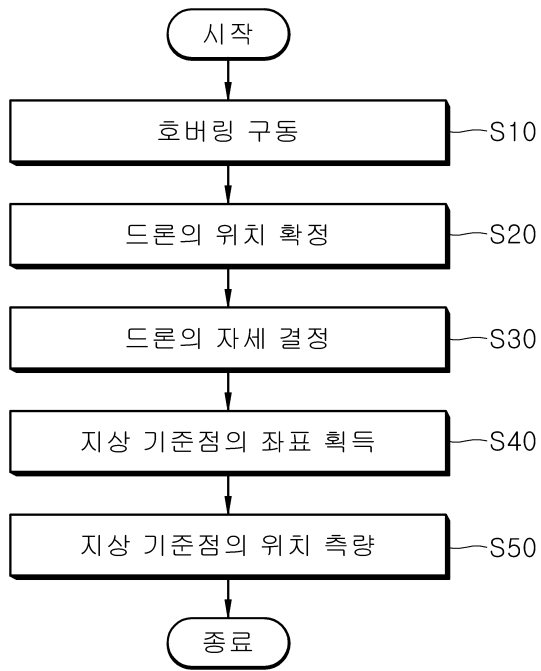 시작
호버링 구동
S10
드론의 위치 확정
S20
드론의 자세 결정
S30
지상 기준점의 좌표 획득
S40
지상 기준점의 위치 측량
S50
종료